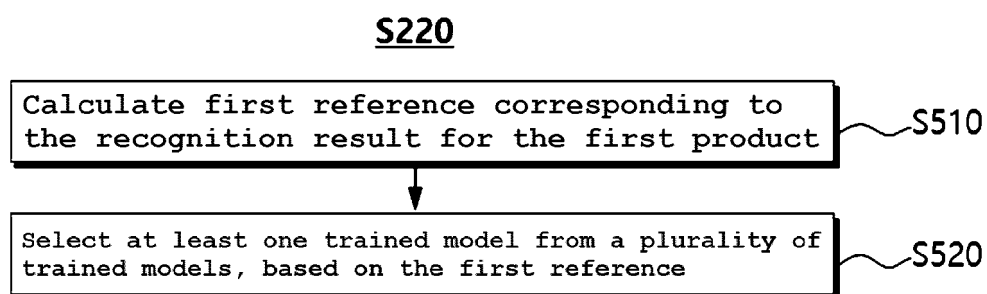 S220
Calculate first reference corresponding to
the recognition result for the first product
S510
Select at least one trained model from a plurality of
trained models, based on the first reference
S520